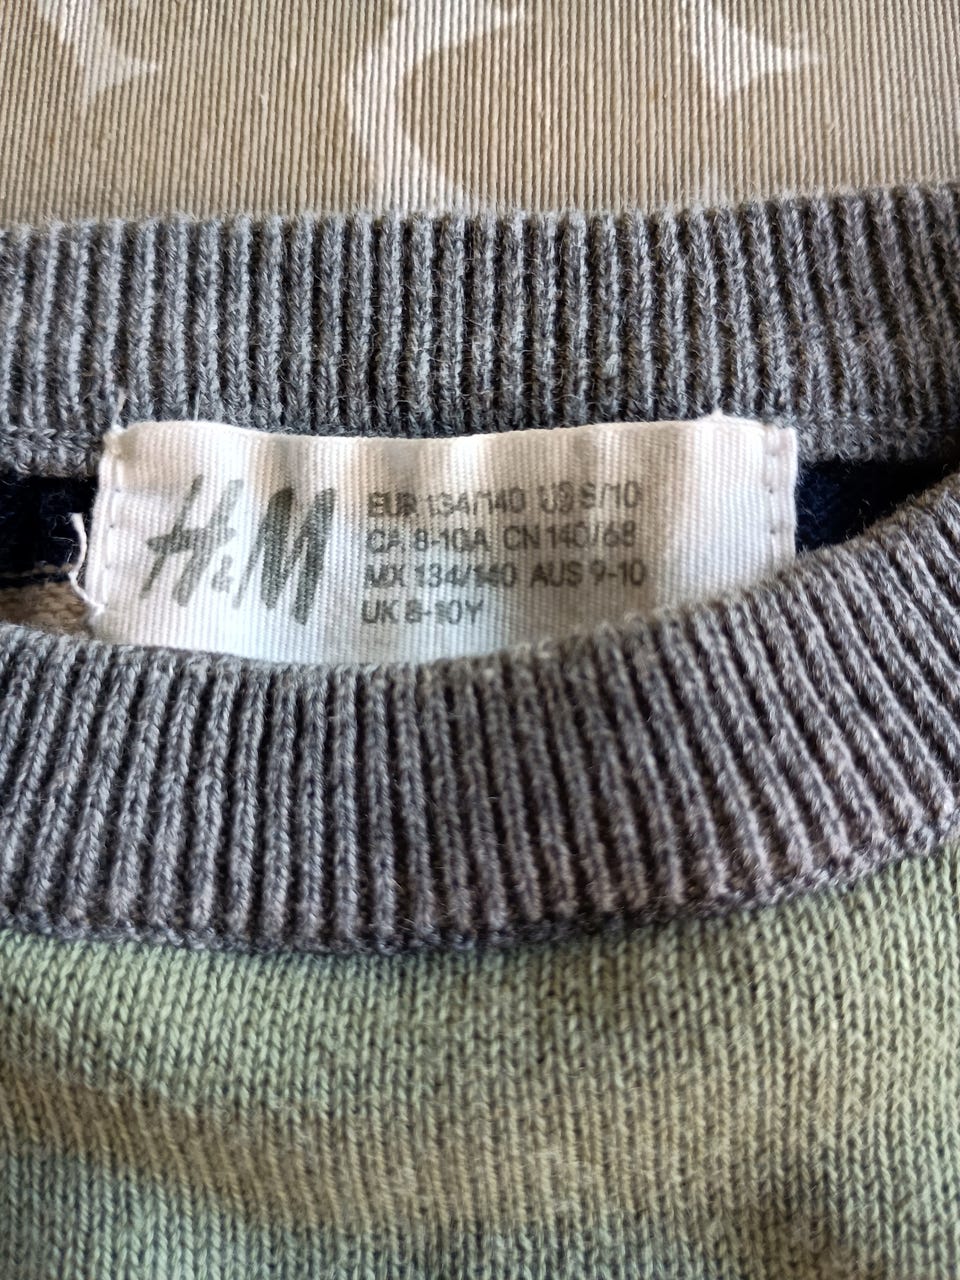 H&M
EUR 134/140 US 8/10
CA 8-10A CN 140/68
MX 134/140 AUS 9-10
UK 8-10Y